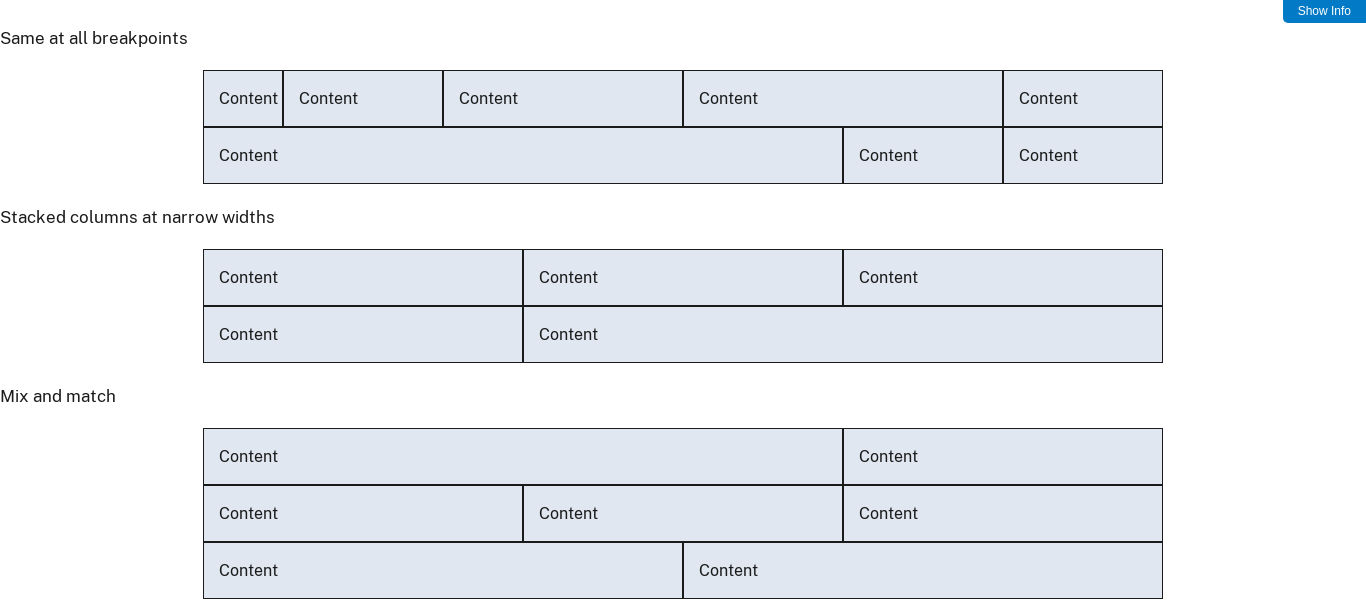 Show Info
Same at all breakpoints
Content Content Content Content Content
Content Content Content
Stacked columns at narrow widths
Content Content Content
Content Content
Mix and match
Content Content
Content Content Content
Content Content